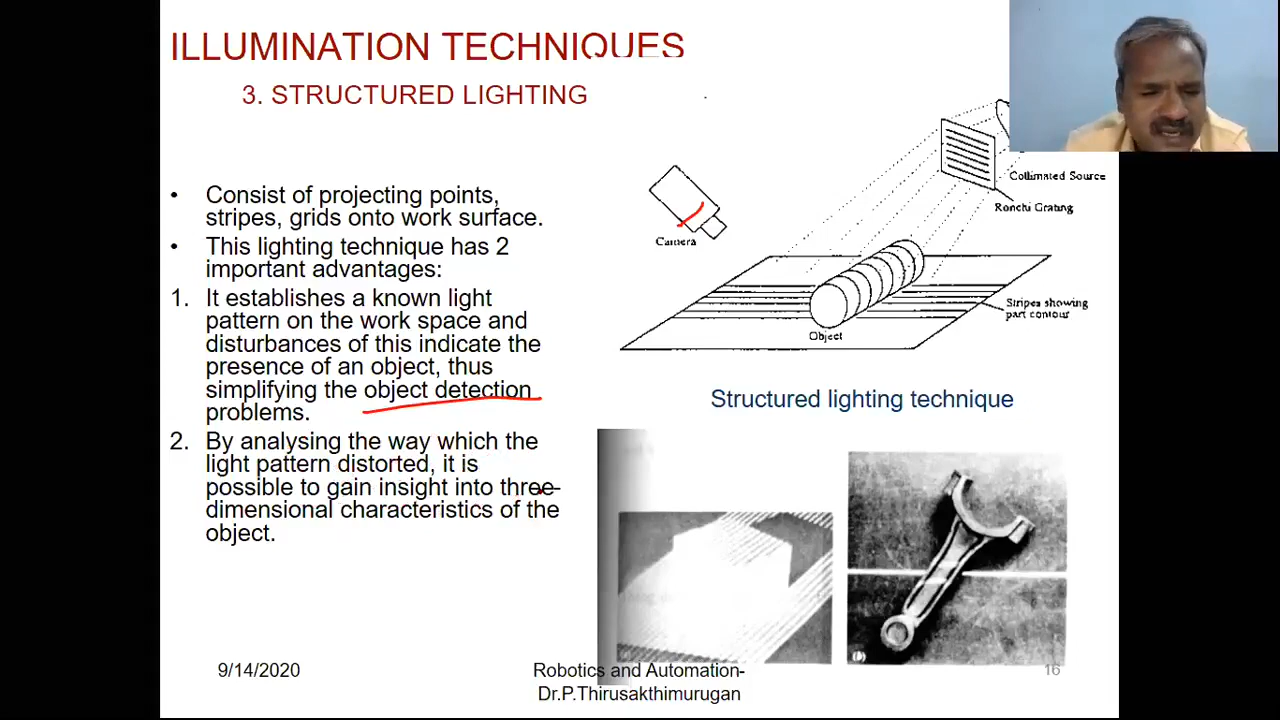 ILLUMINATION TECHNIQUES
3. STRUCTURED LIGHTING
• Consist of projecting points,
stripes, grids onto work surface.
• This lighting technique has 2
important advantages:
1. It establishes a known light
pattern on the work space and
disturbances of this indicate the
presence of an object, thus
simplifying the object detection
problems.
2. By analysing the way which the
light pattern distorted, it is
possible to gain insight into three-
dimensional characteristics of the
object.
Collimated Source
Ronchi Grating
Camera
Stripes showing
part contour
Object
Structured lighting technique
(b)
9/14/2020
Robotics and Automation-
Dr.P.Thirusakthimurugan
16